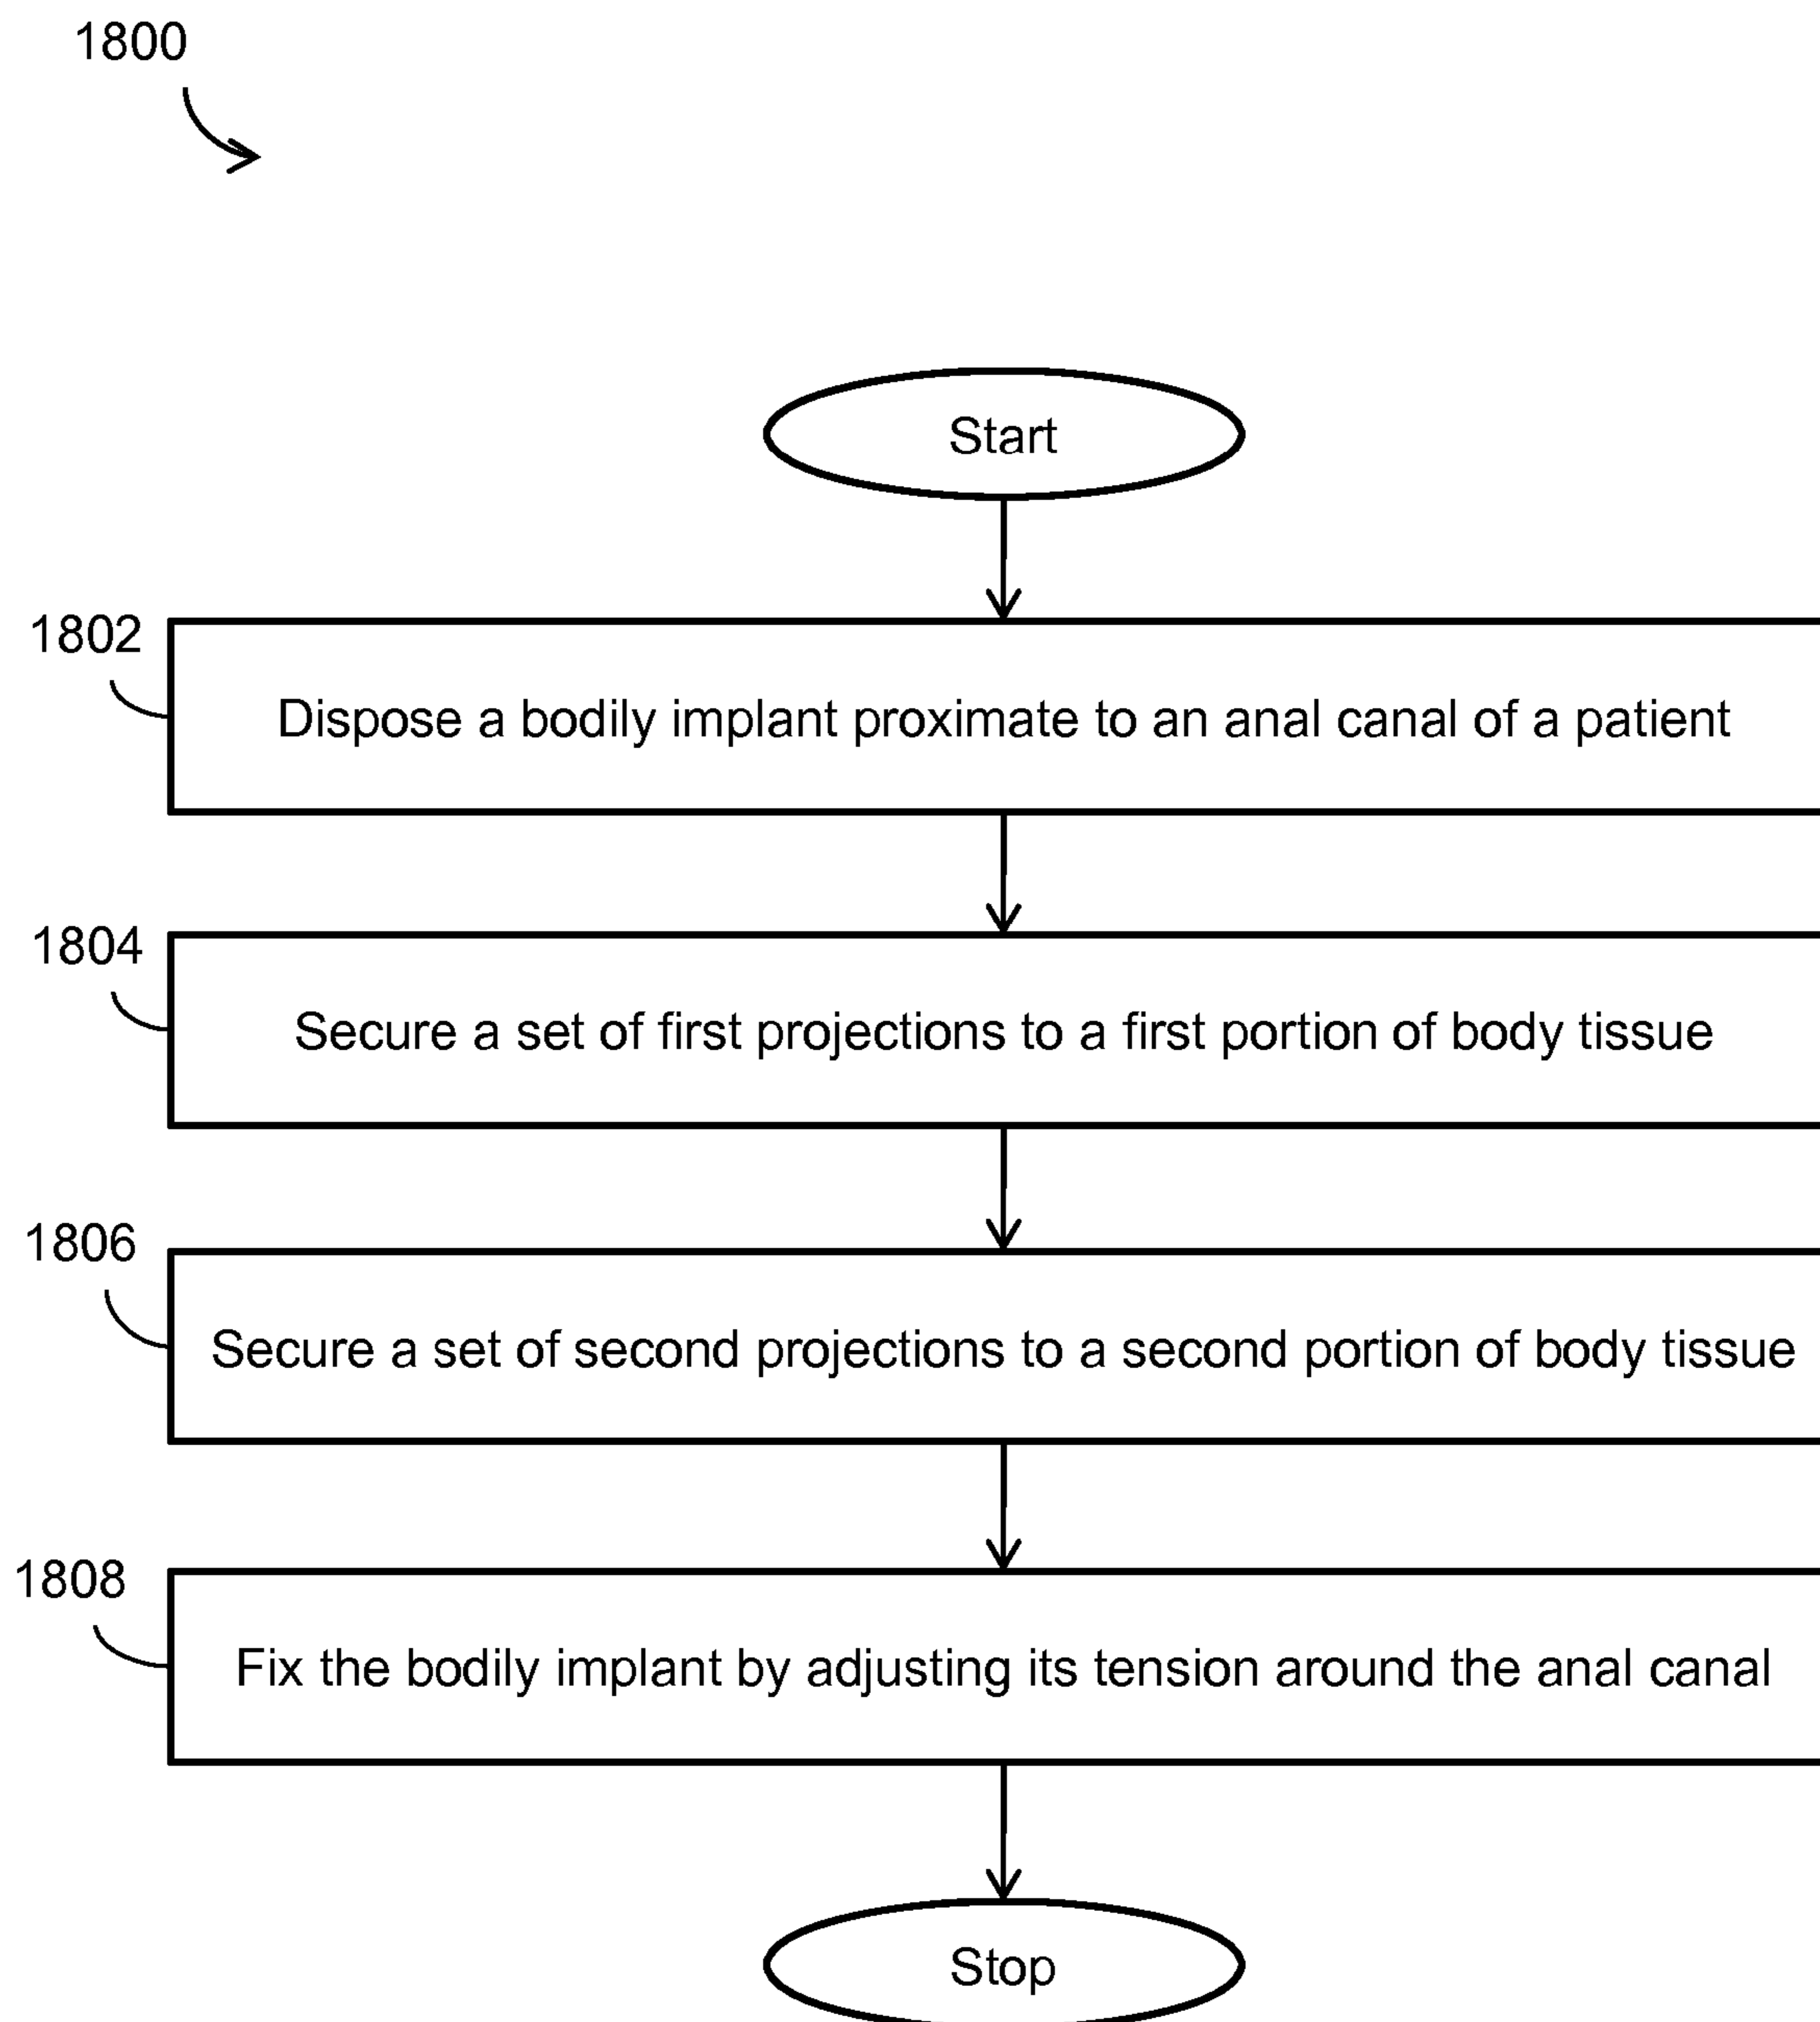 1800
Start
1802
Dispose a bodily implant proximate to an anal canal of a patient
1804
Secure a set of first projections to a first portion of body tissue
1806
Secure a set of second projections to a second portion of body tissue
1808
Fix the bodily implant by adjusting its tension around the anal canal
Stop